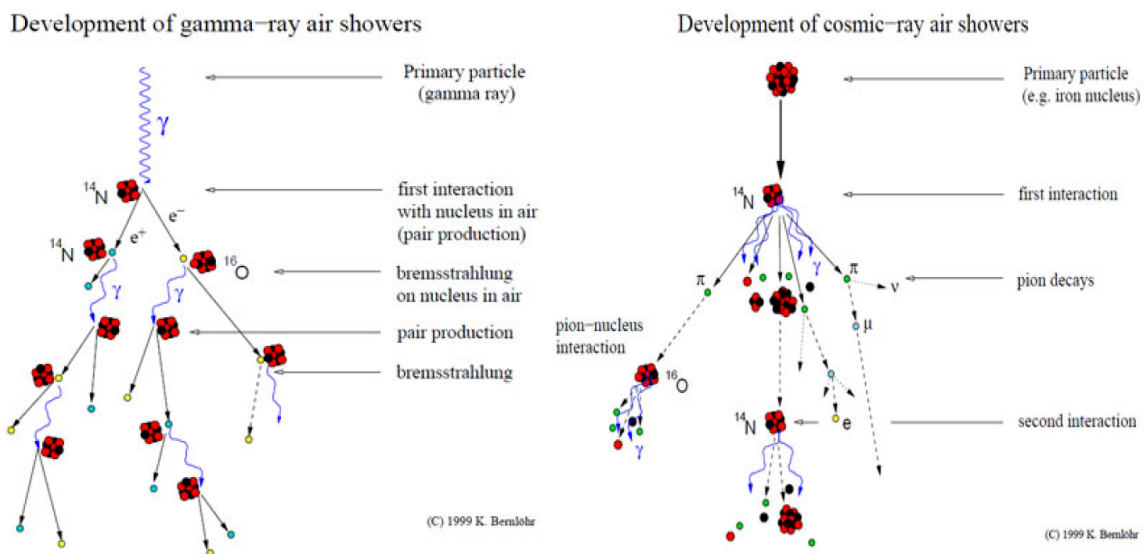 Development of gamma−ray air showers
Primary particle
(gamma ray)
γ
¹⁴N
first interaction
with nucleus in air
(pair production)
e⁻
e⁺
¹⁴N
¹⁶O
bremsstrahlung
on nucleus in air
γ
γ
pair production
bremsstrahlung
(C) 1999 K. Bernlöhr
Development of cosmic−ray air showers
Primary particle
(e.g. iron nucleus)
¹⁴N
first interaction
γ
π
π
ν
pion decays
μ
pion−nucleus
interaction
¹⁶O
¹⁴N
e
second interaction
γ
(C) 1999 K. Bernlöhr